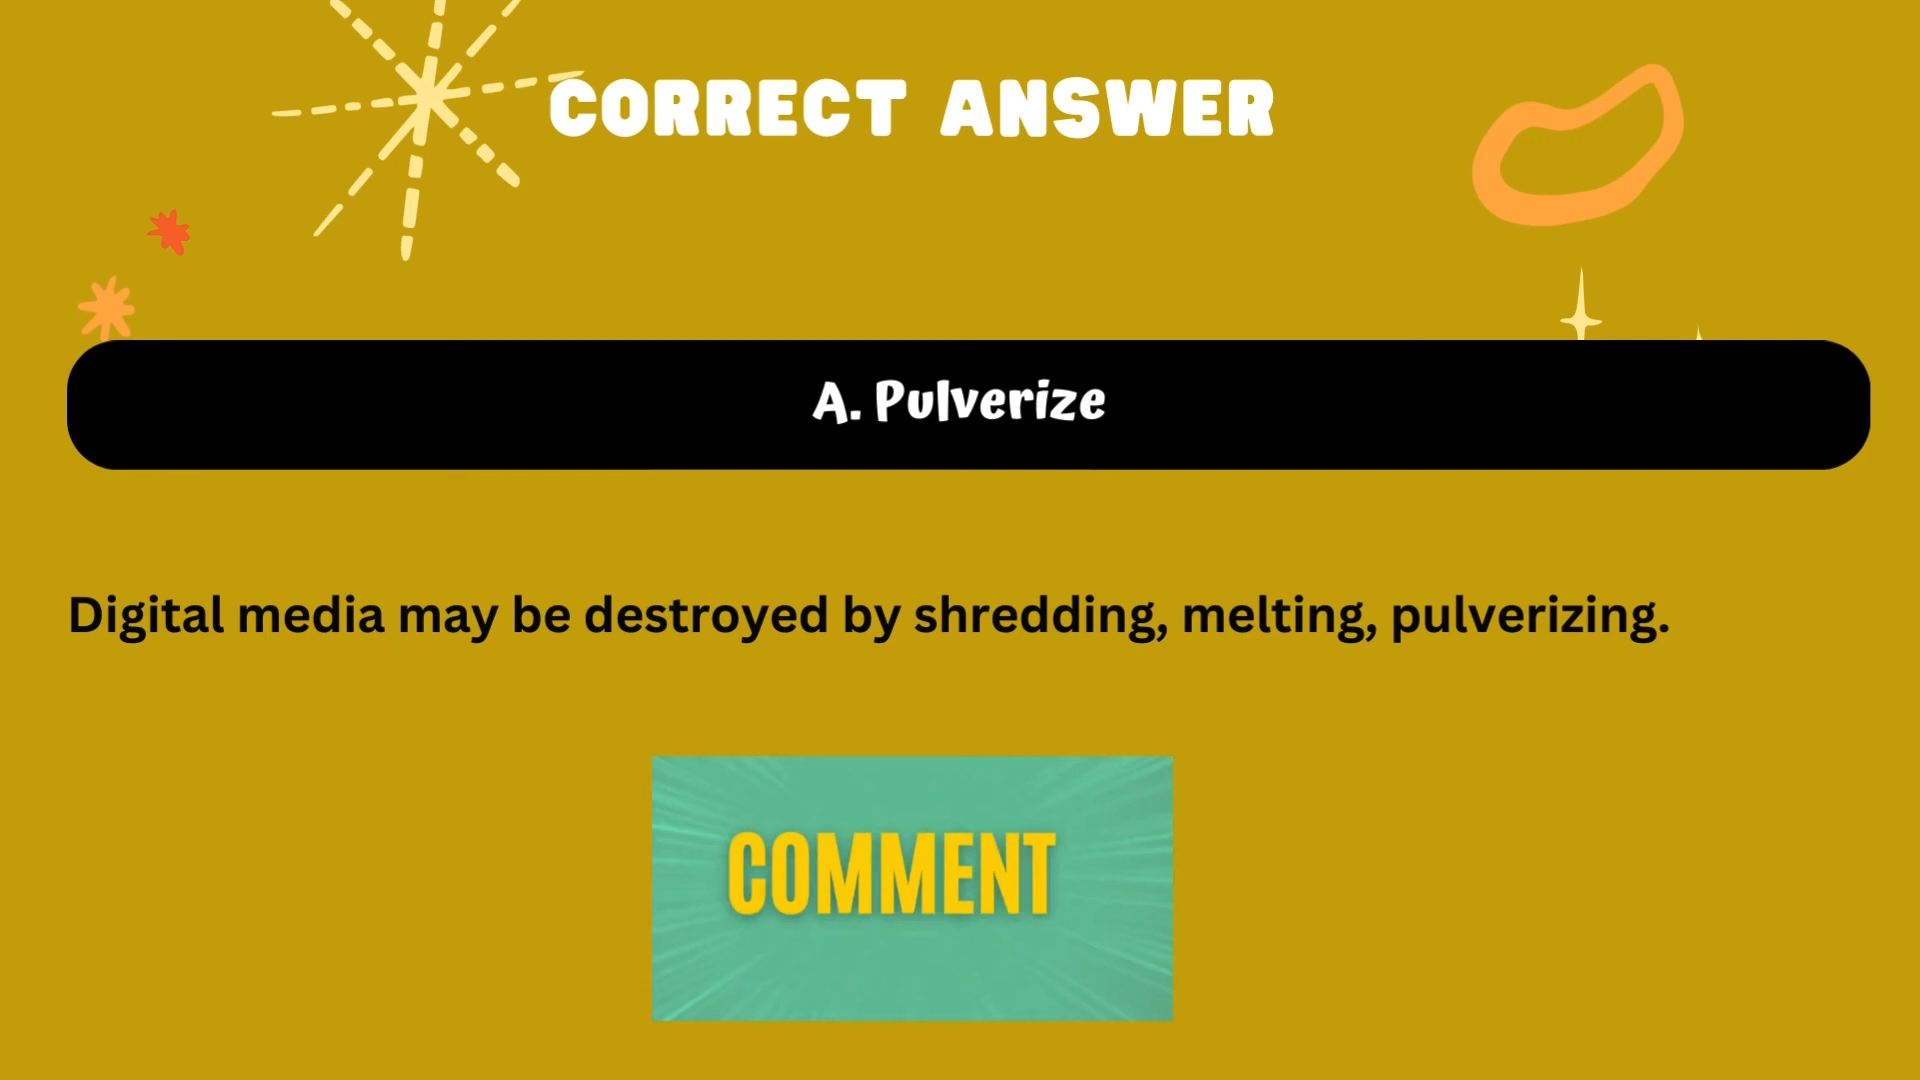 CORRECT ANSWER
A. Pulverize
Digital media may be destroyed by shredding, melting, pulverizing.
COMMENT